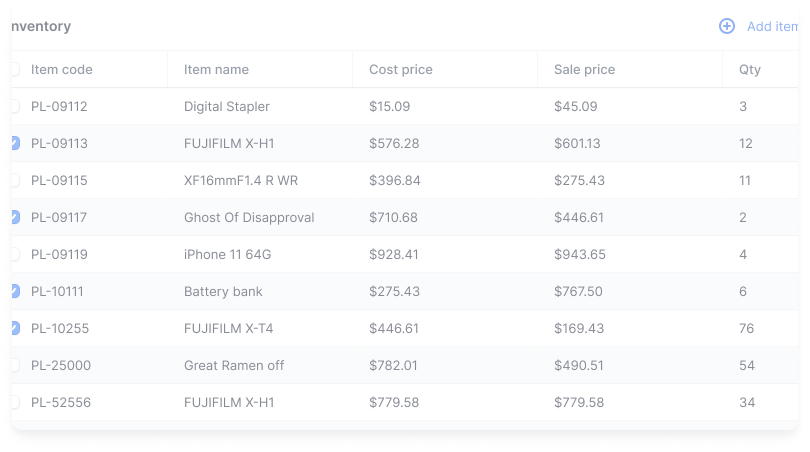 nventory
Add item
Item code Item name Cost price Sale price Qty
PL-09112 Digital Stapler $15.09 $45.09 3
PL-09113 FUJIFILM X-H1 $576.28 $601.13 12
PL-09115 XF16mmF1.4 R WR $396.84 $275.43 11
PL-09117 Ghost Of Disapproval $710.68 $446.61 2
PL-09119 iPhone 11 64G $928.41 $943.65 4
PL-10111 Battery bank $275.43 $767.50 6
PL-10255 FUJIFILM X-T4 $446.61 $169.43 76
PL-25000 Great Ramen off $782.01 $490.51 54
PL-52556 FUJIFILM X-H1 $779.58 $779.58 34